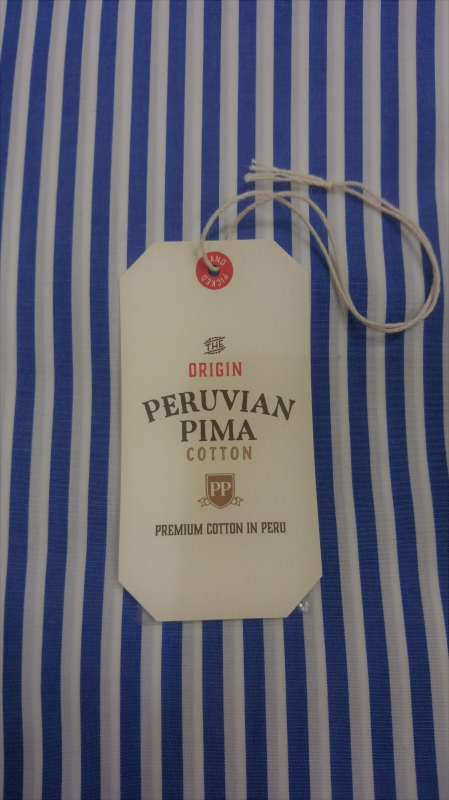 HAND PICKED
THE
ORIGIN
PERUVIAN
PIMA
COTTON
PP
PREMIUM COTTON IN PERU